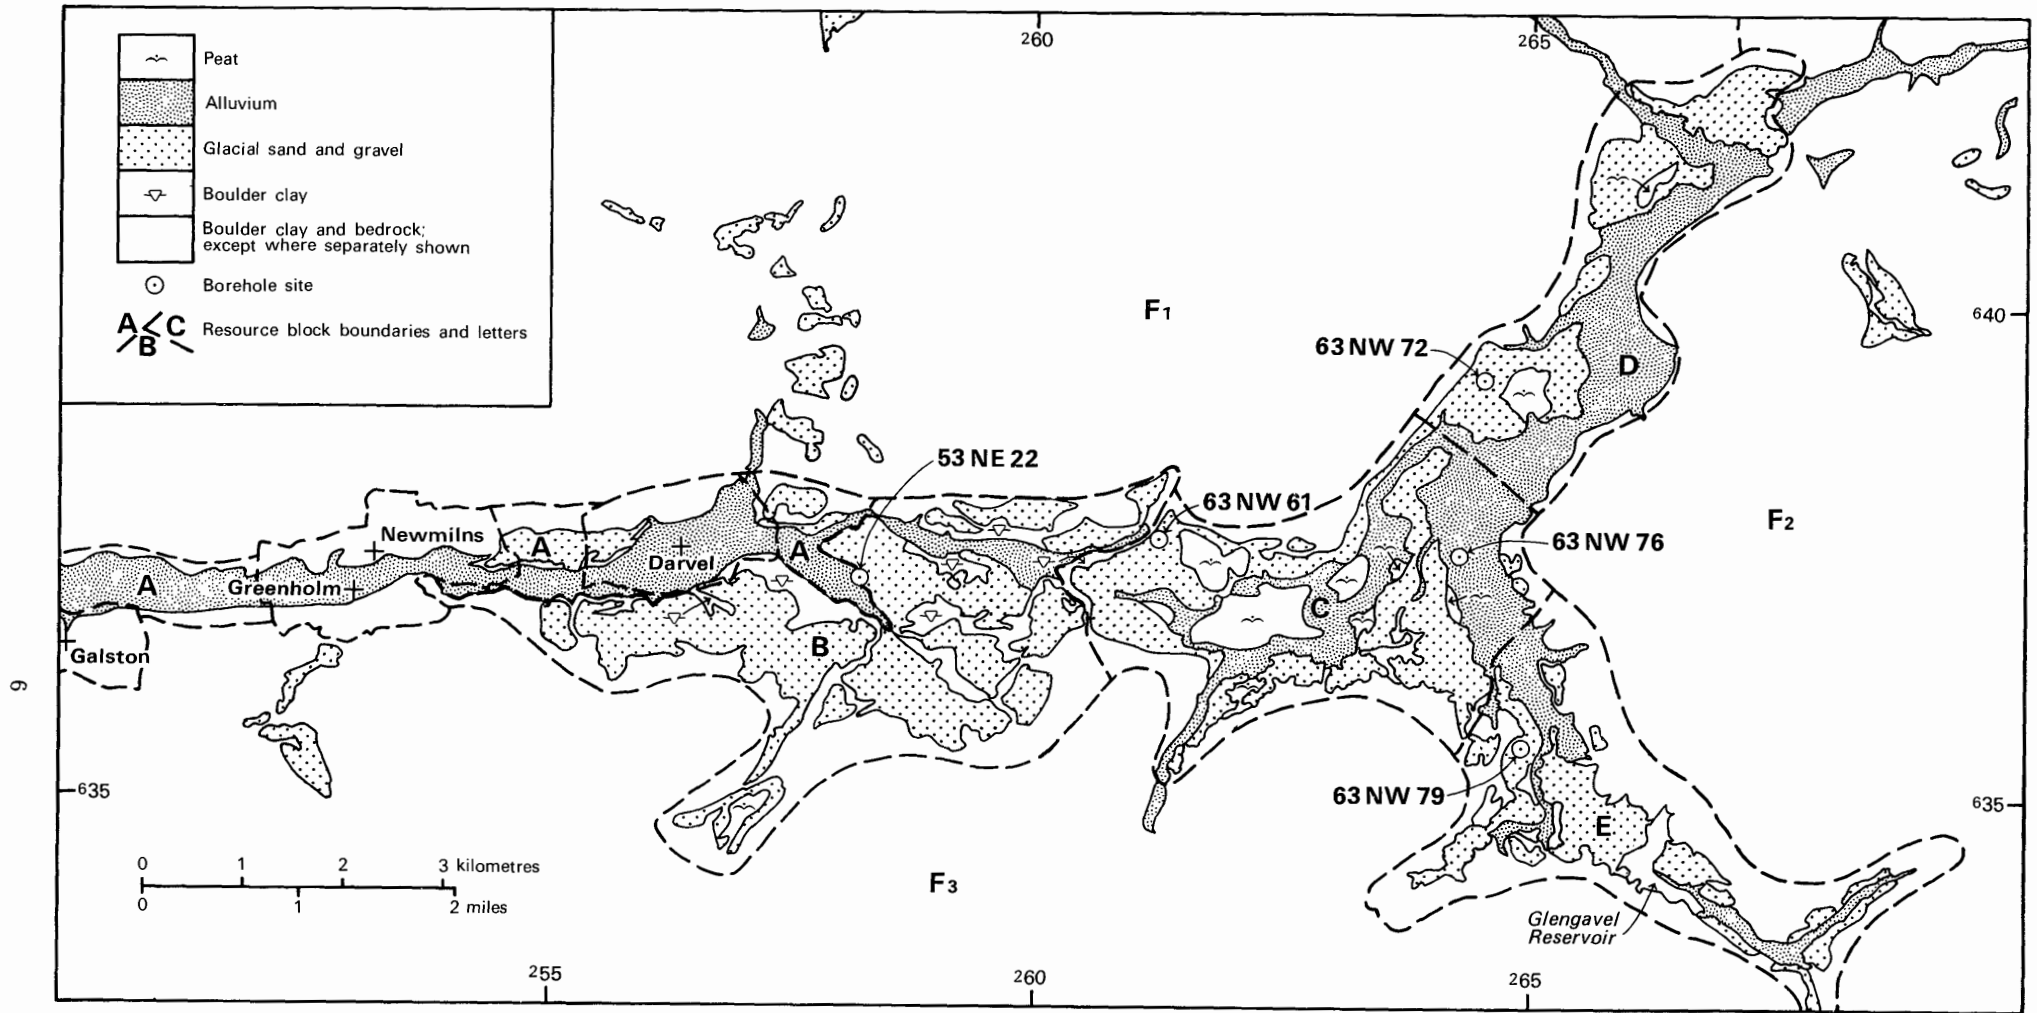 Peat
Alluvium
Glacial sand and gravel
Boulder clay
Boulder clay and bedrock;
except where separately shown
Borehole site
A C
B
Resource block boundaries and letters
260
265
F1
640
63 NW 72
D
53 NE 22
63 NW 61
F2
63 NW 76
Newmilns
A
Darvel
A
A
Greenholm
C
B
Galston
6
635
63 NW 79
635
E
0 1 2 3 kilometres
0 1 2 miles
F3
Glengavel
Reservoir
255
260
265